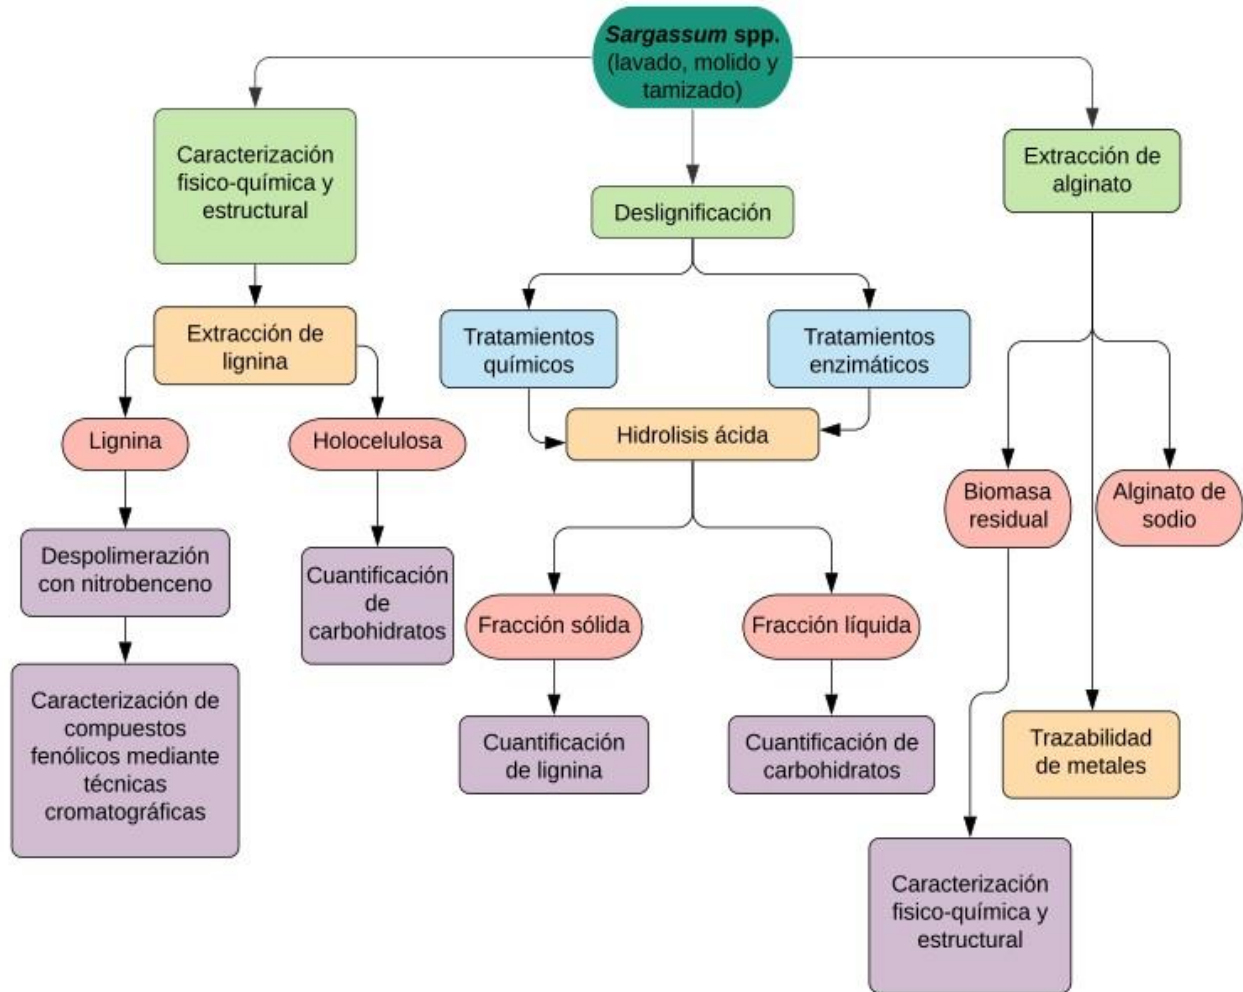 Sargassum spp.
(lavado, molido y
tamizado)
Caracterización
fisico-química y
estructural
Extracción de
lignina
Lignina
Holocelulosa
Despolimerazión
con nitrobenceno
Cuantificación
de
carbohidratos
Caracterización de
compuestos
fenólicos mediante
técnicas
cromatográficas
Deslignificación
Tratamientos
químicos
Tratamientos
enzimáticos
Hidrolisis ácida
Fracción sólida
Fracción líquida
Cuantificación
de lignina
Cuantificación de
carbohidratos
Extracción de
alginato
Biomasa
residual
Alginato de
sodio
Trazabilidad
de metales
Caracterización
fisico-química y
estructural